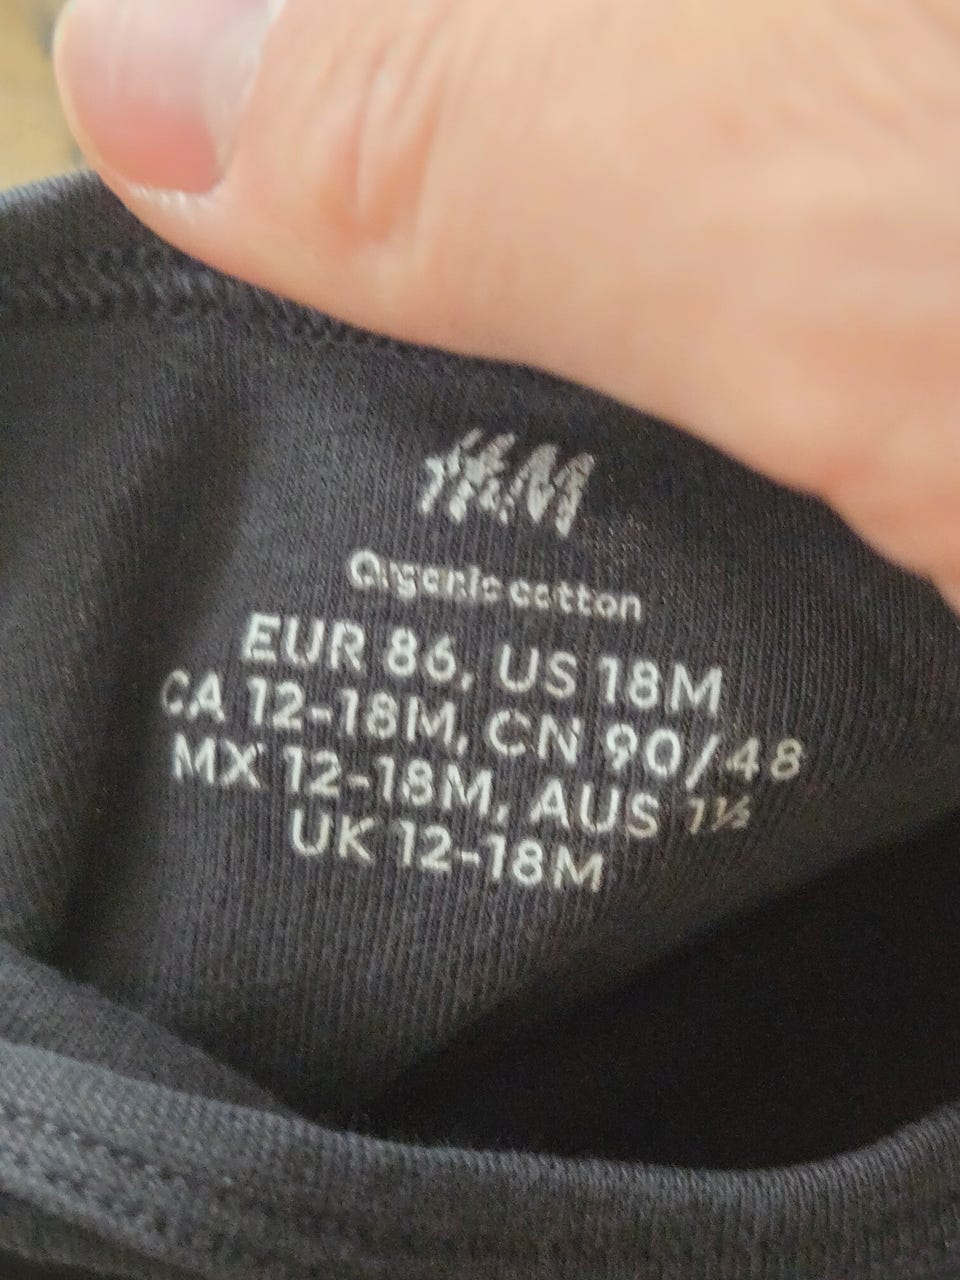 H&M
Organic cotton
EUR 86, US 18M
CA 12-18M, CN 90/48
MX 12-18M, AUS 1½
UK 12-18M